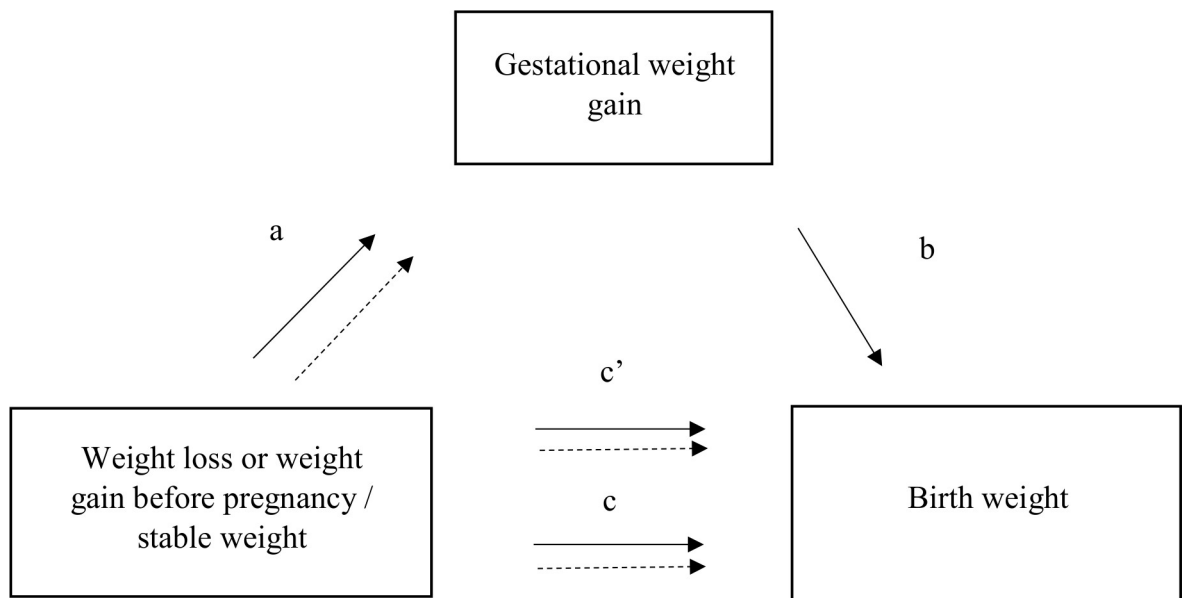 Gestational weight
gain
a
b
c’
Weight loss or weight
gain before pregnancy /
stable weight
c
Birth weight